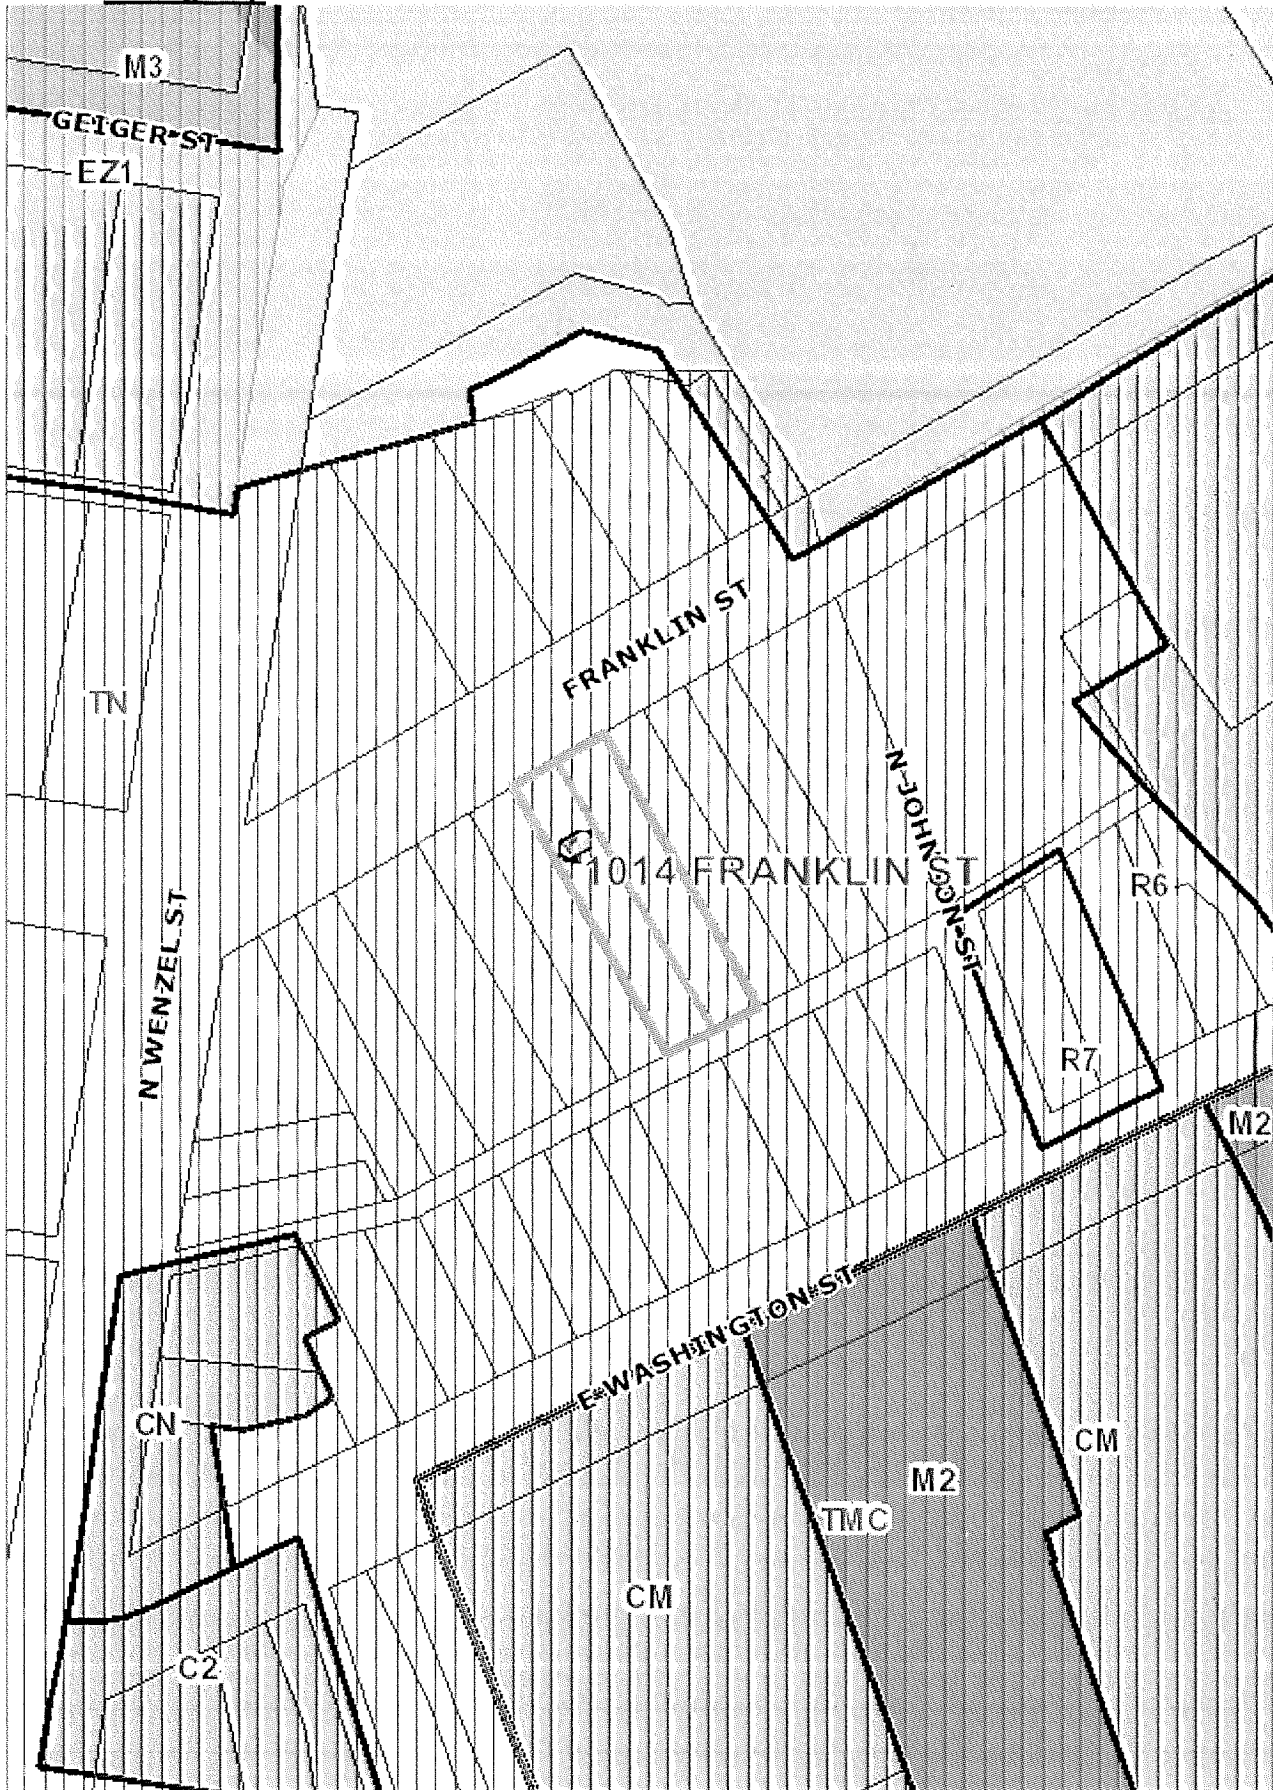 M3
GEIGER ST
EZ1
FRANKLIN ST
TN
N JOHNSON ST
1014 FRANKLIN ST
R6
N WENZEL ST
R7
M2
E WASHINGTON ST
CN
CM
M2
TMC
CM
C2